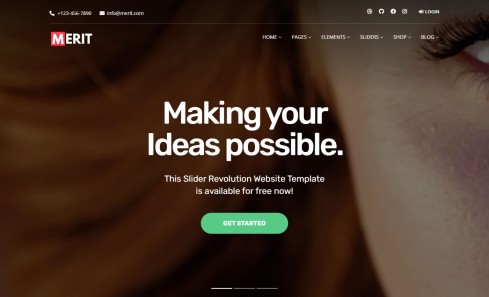 +123-456-7890 info@merit.com LOGIN
MERIT HOME PAGES ELEMENTS SLIDERS SHOP BLOG
Making your
Ideas possible.
This Slider Revolution Website Template
is available for free now!
GET STARTED